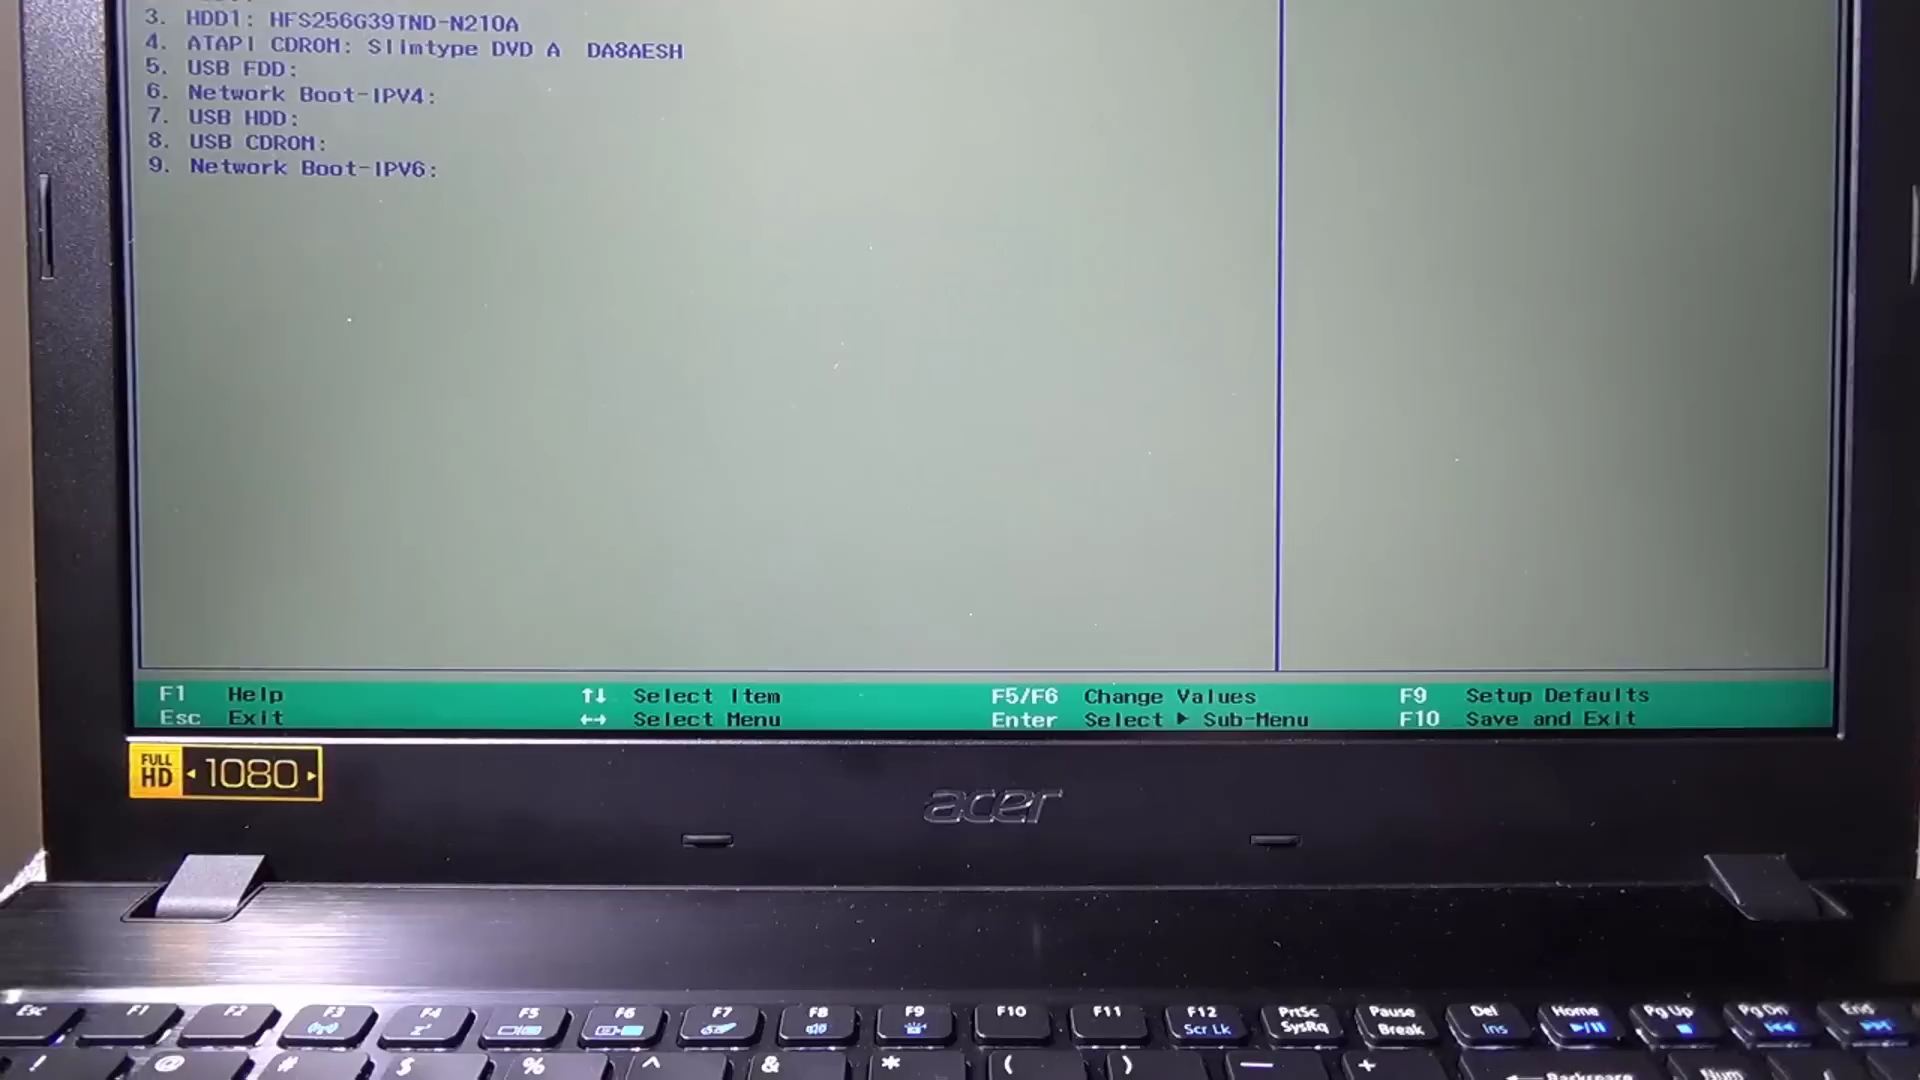 3. HDD1: HFS256G39TND-N210A
4. ATAPI CDROM: Slimtype DVD A DA8AESH
5. USB FDD:
6. Network Boot-IPV4:
7. USB HDD:
8. USB CDROM:
9. Network Boot-IPV6:
F1 Help ↑↓ Select Item F5/F6 Change Values F9 Setup Defaults
Esc Exit ←→ Select Menu Enter Select ▶ Sub-Menu F10 Save and Exit
FULL HD 1080
acer
Esc F1 F2 F3 F4 F5 F6 F7 F8 F9 F10 F11 F12 PrtSc Pause Del Home Pg Up Pg Dn End
zz Scr Lk SysRq Break Ins
! @ # $ % ^ & * ( ) — + Backspace Num